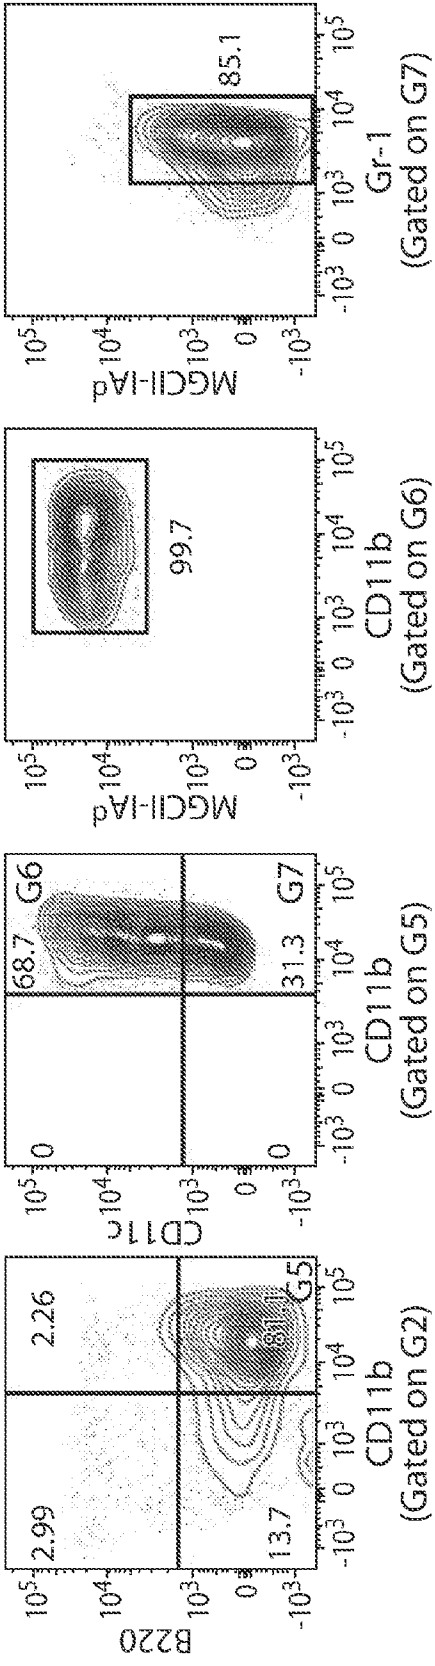 B220
10⁵
10⁴
10³
0
-10³
2.99
2.26
13.7
81.1
G5
-10³ 0 10³ 10⁴ 10⁵
CD11b
(Gated on G2)
CD11c
10⁵
10⁴
10³
0
-10³
0
68.7
G6
0
31.3
G7
-10³ 0 10³ 10⁴ 10⁵
CD11b
(Gated on G5)
MGCII-IAᵈ
10⁵
10⁴
10³
0
-10³
99.7
-10³ 0 10³ 10⁴ 10⁵
CD11b
(Gated on G6)
MGCII-IAᵈ
10⁵
10⁴
10³
0
-10³
85.1
-10³ 0 10³ 10⁴ 10⁵
Gr-1
(Gated on G7)